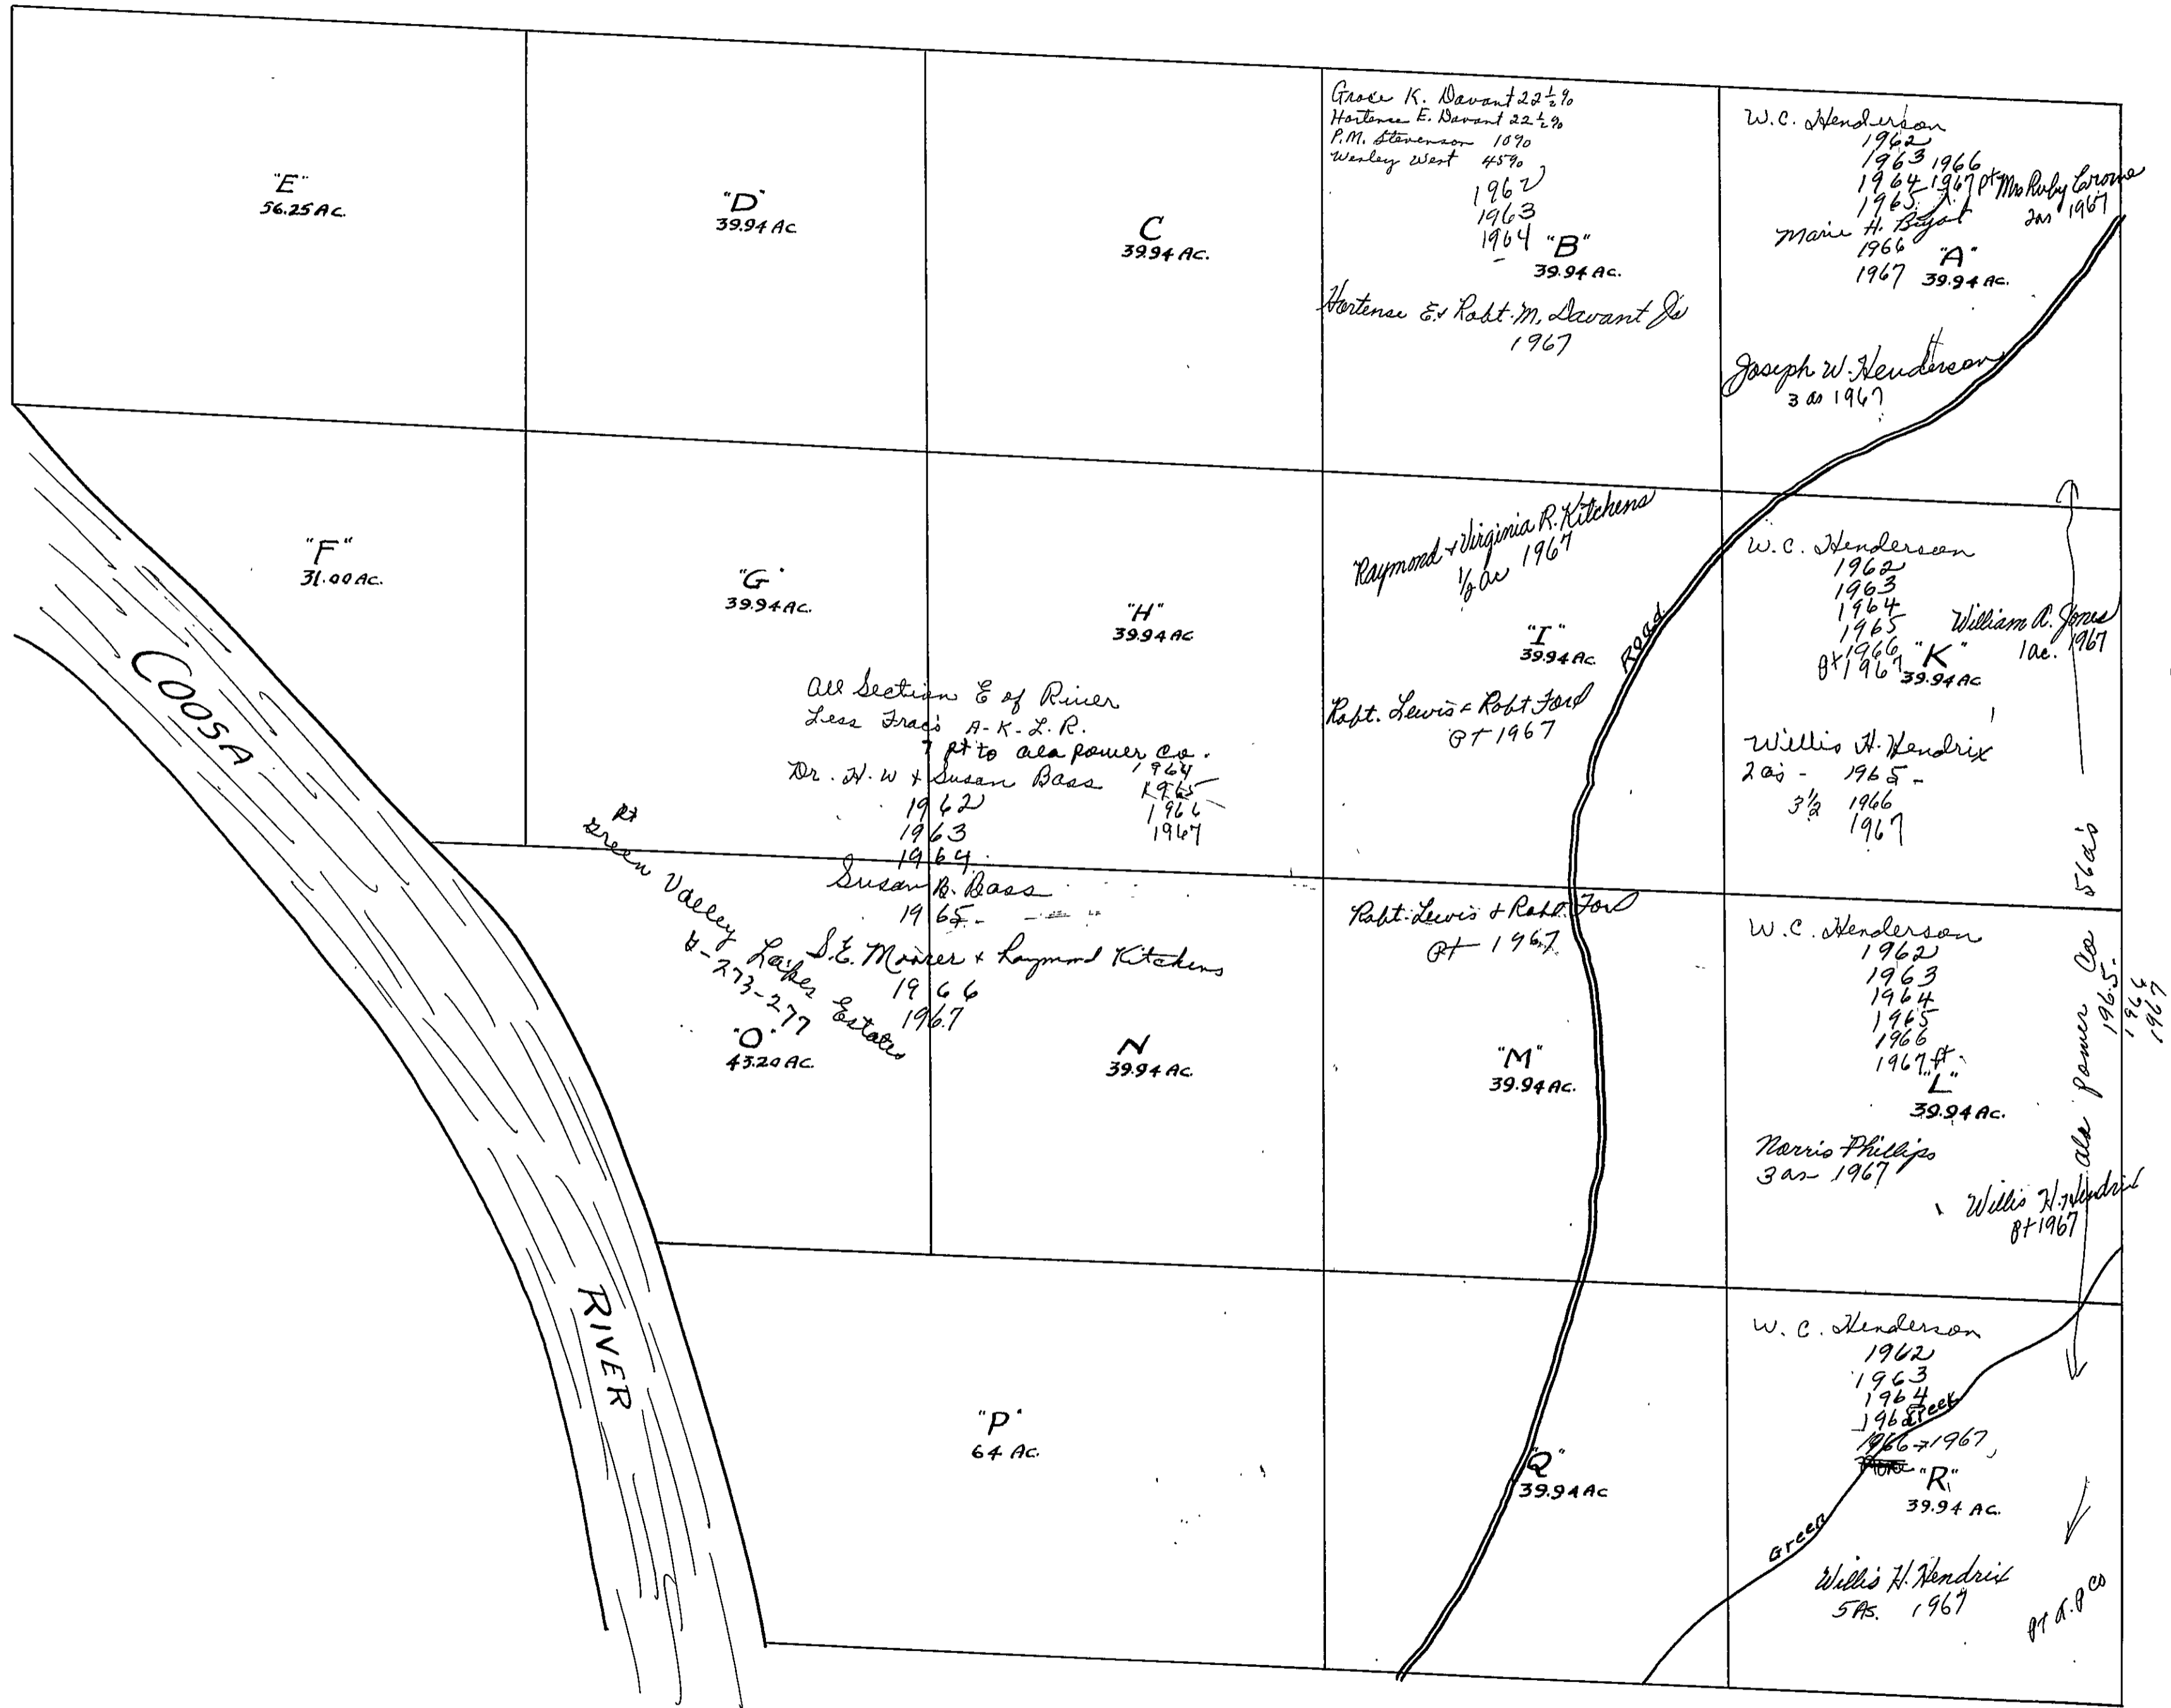 "E"
56.25 AC.
"D"
39.94 AC
C
39.94 AC.
Grace K. Davant 22½%
Hortense E. Davant 22½%
P.M. Stevenson 10%
Wesley West 45%
1962
1963
1964
"B"
39.94 AC.
Hortense E. & Robt. M. Davant Jr
1967
W.C. Henderson
1962
1963 1966
1964 1967 pt
1965
Mrs Ruby
2as 1967
Marie H.
1966
1967
"A"
39.94 AC.
Joseph W. Henderson
3 as 1967
"F"
31.00 AC.
"G"
39.94 AC.
"H"
39.94 AC
Raymond & Virginia R. Kitchens
½ ac 1967
"I"
39.94 AC
Road
Robt. Lewis & Robt Ford
PT 1967
W.C. Henderson
1962
1963
1964
1965
1966
pt 1967
"K"
39.94 AC
William A. Jones
1 ac. 1967
Willis H. Hendrix
2 as - 1965 -
3½ 1966
1967
All Section E of River
Less Frac's A-K-L.R.
pt to ala power Co.
1964
1965
1966
1967
Dr. H.W & Susan Bass
1962
1963
1964
Susan B. Bass
1965-
S.E. Moorer & Raymond Kitchens
1966
1967
Pt
Green Valley Lakes Estates
273-277
"O"
43.20 AC.
N
39.94 AC.
Robt. Lewis & Robt. Ford
PT 1967
"M"
39.94 AC.
W.C. Henderson
1962
1963
1964
1965
1966
1967 pt.
"L"
39.94 AC.
Norris Phillips
3 as 1967
Willis H. Hendrix
pt 1967
ala power Co 56as
1965-
1966
1967
COOSA
RIVER
"P"
64 AC.
"Q"
39.94 AC
W.C. Henderson
1962
1963
1964
1965
1966 1967
"R"
39.94 AC.
Green
Creek
Willis H. Hendrix
5 As. 1967
PT A.P Co